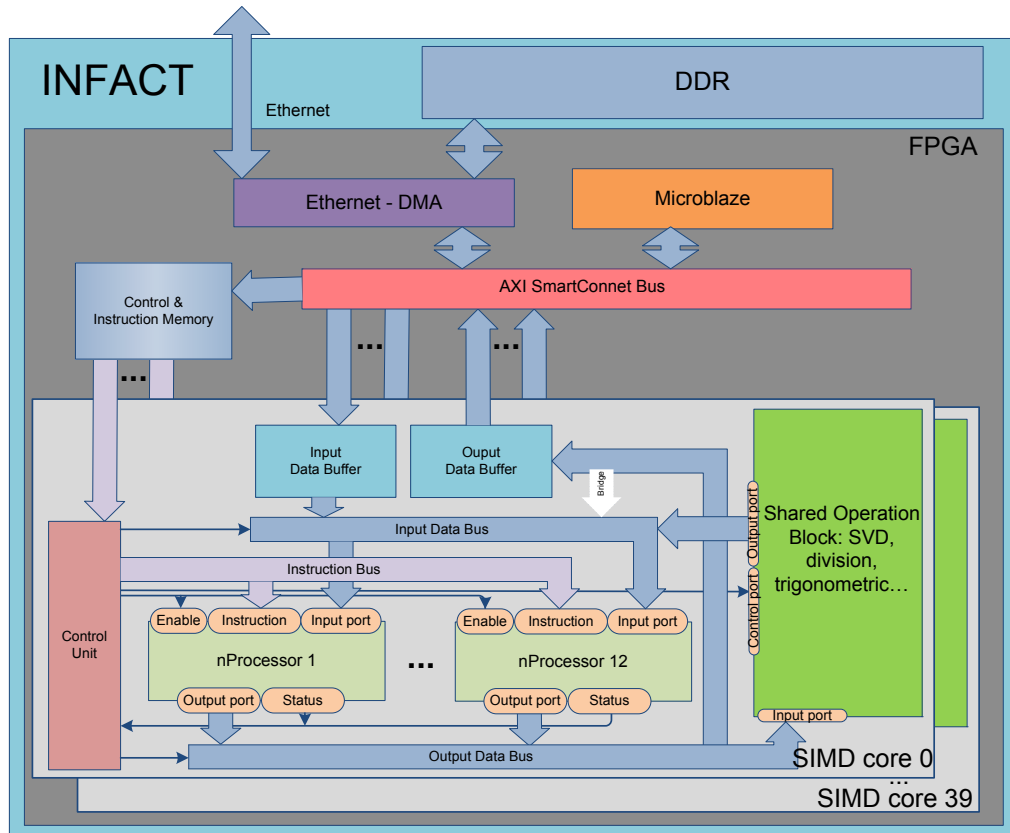 INFACT
DDR
Ethernet
FPGA
Ethernet - DMA
Microblaze
AXI SmartConnet Bus
Control &
Instruction Memory
...
...
...
Input
Data Buffer
Ouput
Data Buffer
Bridge
Shared Operation
Block: SVD,
division,
trigonometric...
Output port
Control port
Input port
Input Data Bus
Instruction Bus
Control
Unit
Enable
Instruction
Input port
nProcessor 1
Output port
Status
...
Enable
Instruction
Input port
nProcessor 12
Output port
Status
Output Data Bus
SIMD core 0
...
SIMD core 39